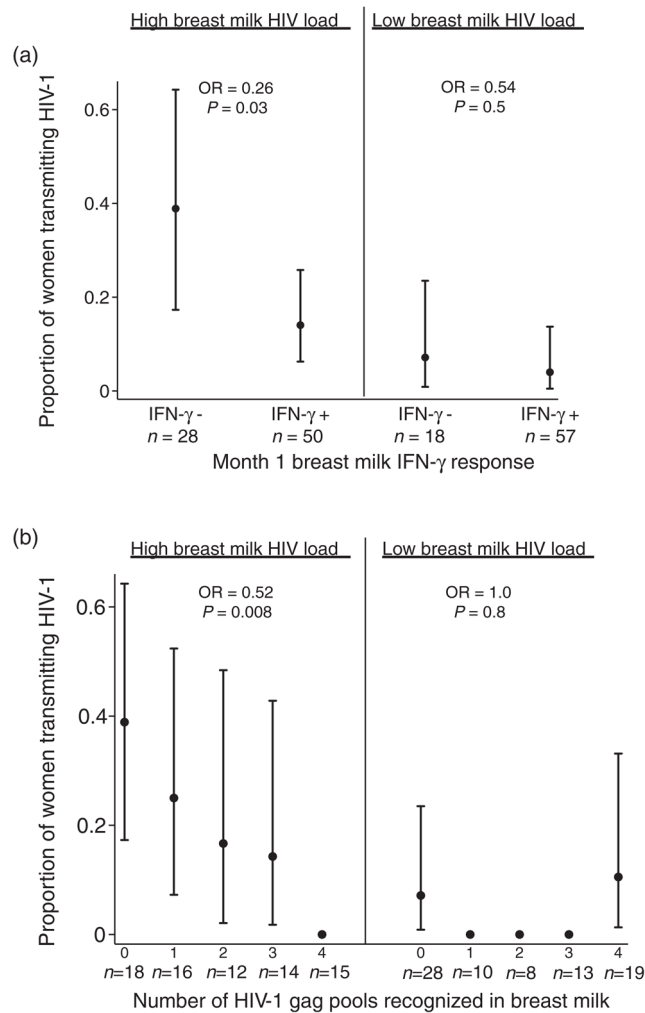 High breast milk HIV load Low breast milk HIV load
(a)
OR = 0.26 OR = 0.54
P = 0.03 P = 0.5
Proportion of women transmitting HIV-1
0.6
0.4
0.2
0
IFN-γ - IFN-γ + IFN-γ - IFN-γ +
n = 28 n = 50 n = 18 n = 57
Month 1 breast milk IFN-γ response
(b)
High breast milk HIV load Low breast milk HIV load
OR = 0.52 OR = 1.0
P = 0.008 P = 0.8
Proportion of women transmitting HIV-1
0.6
0.4
0.2
0
0 1 2 3 4 0 1 2 3 4
n=18 n=16 n=12 n=14 n=15 n=28 n=10 n=8 n=13 n=19
Number of HIV-1 gag pools recognized in breast milk